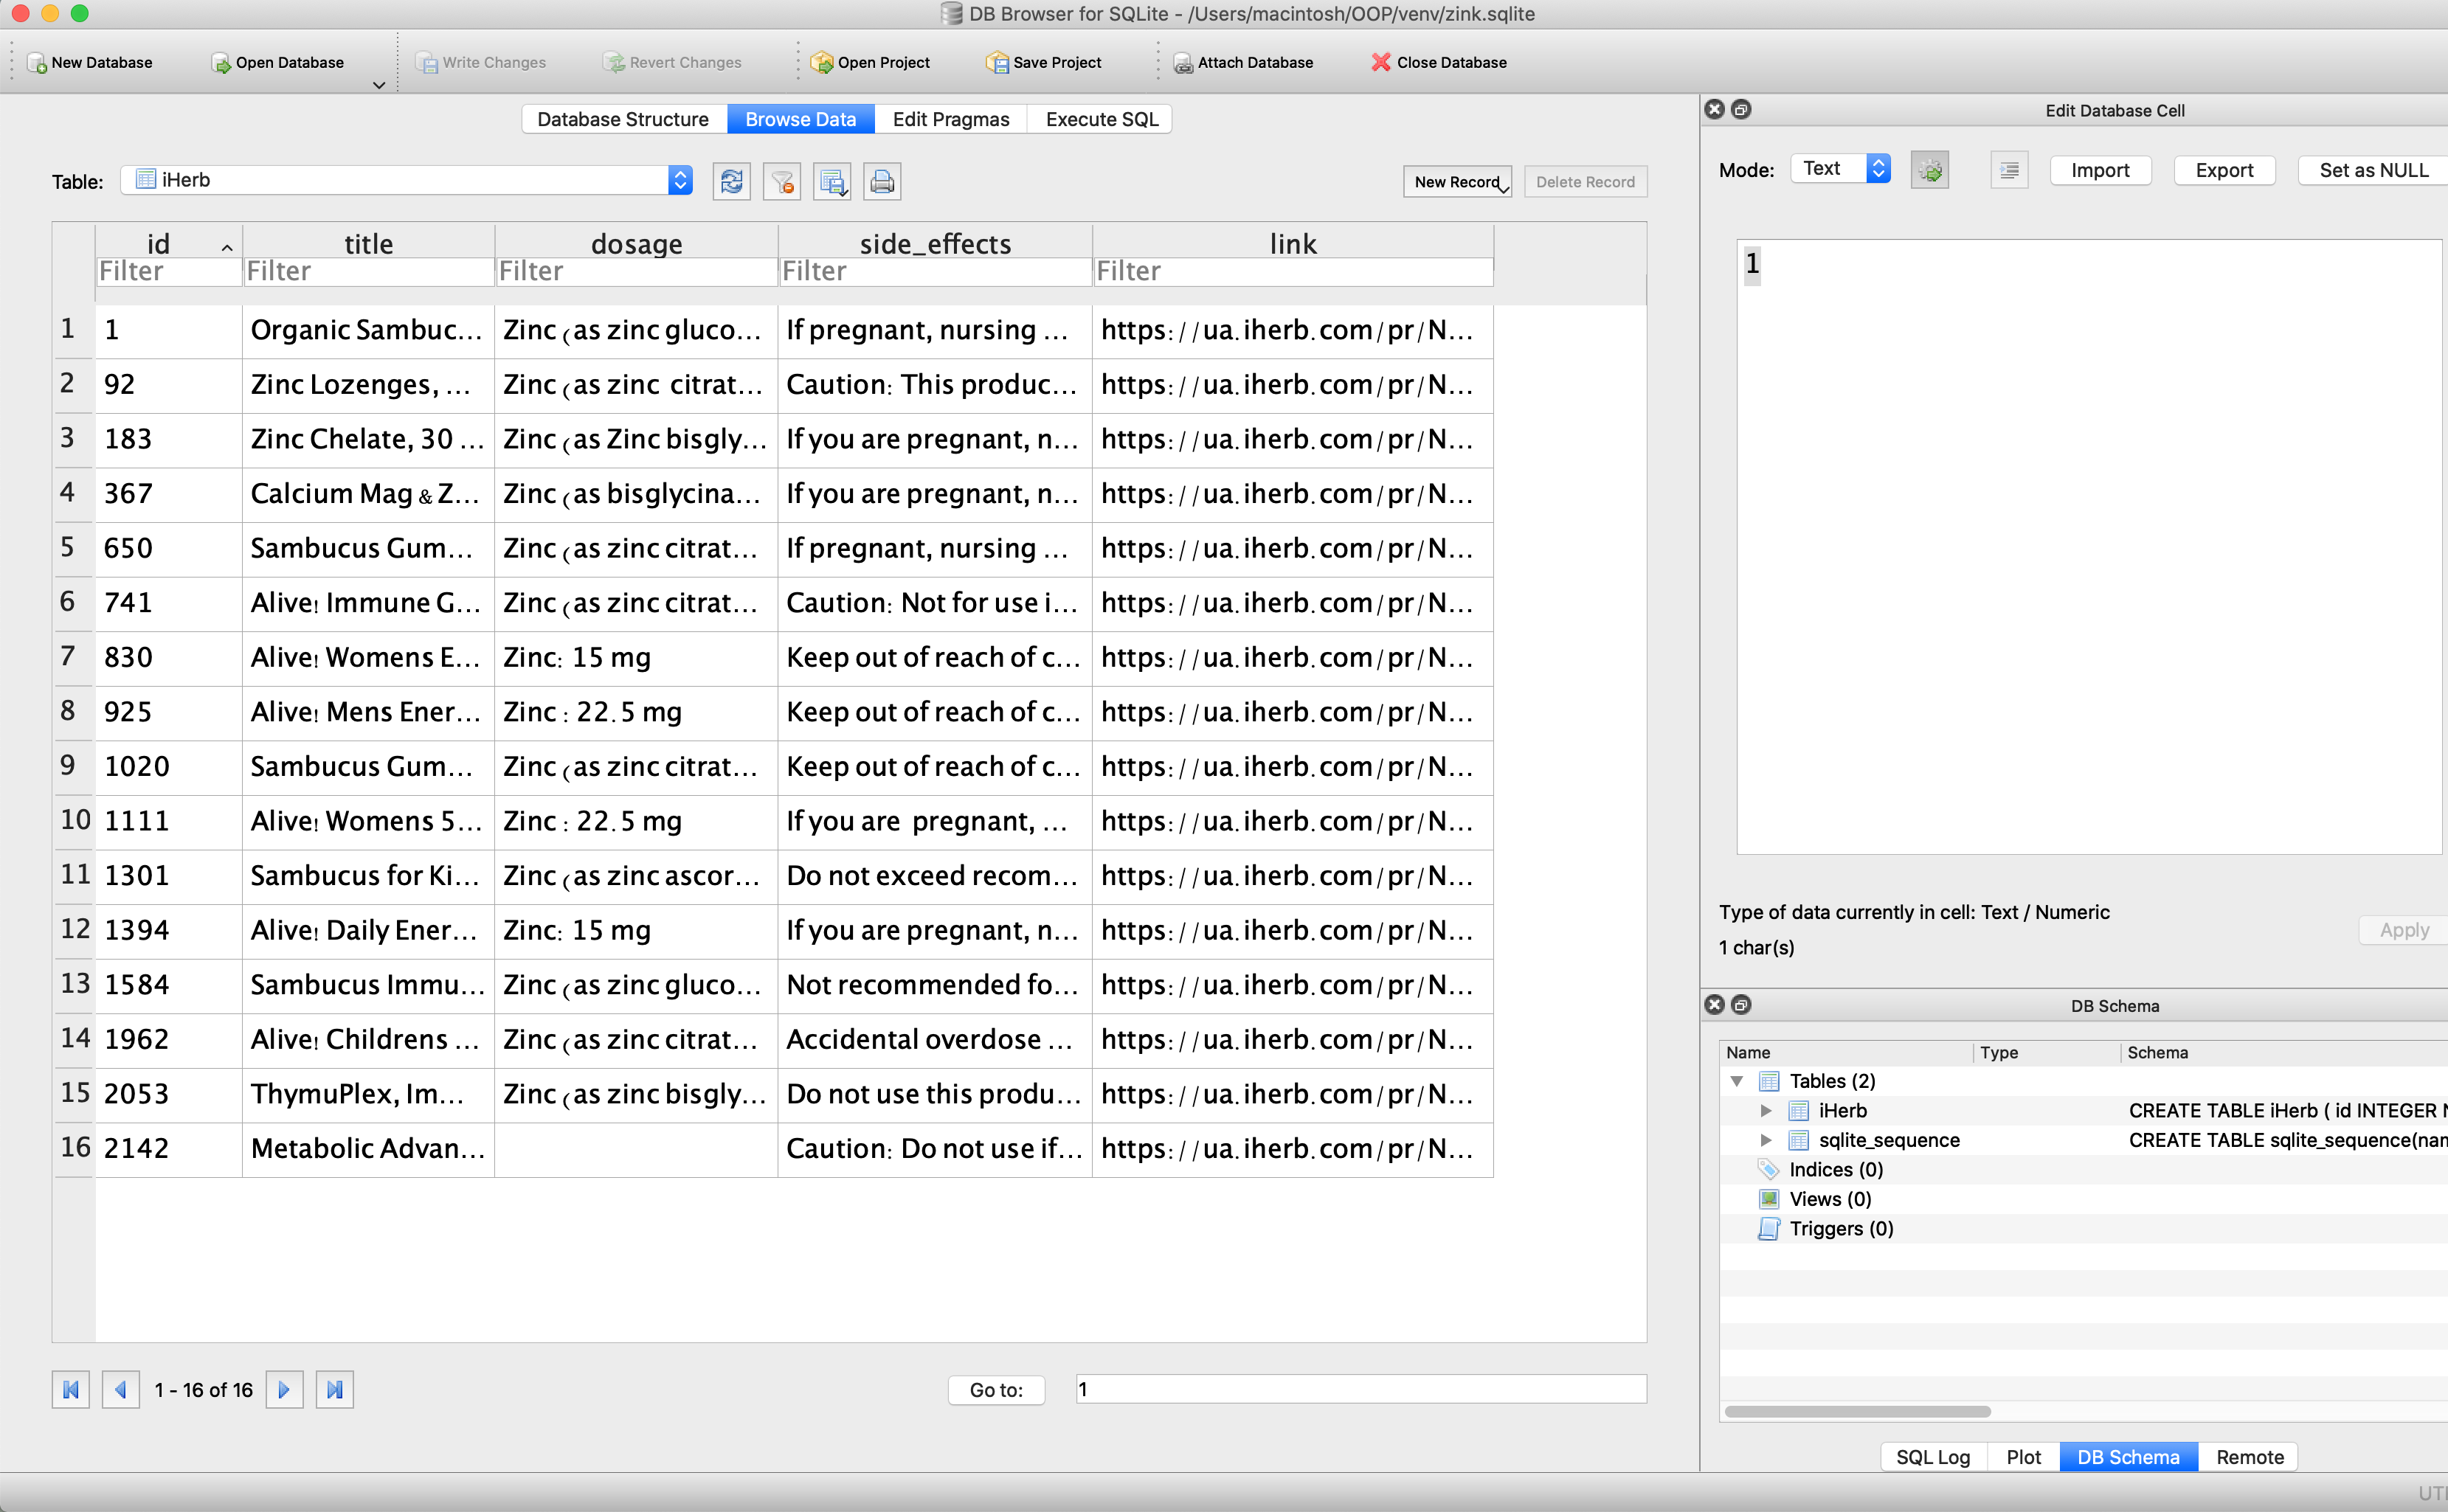 DB Browser for SQLite - /Users/macintosh/OOP/venv/zink.sqlite
New Database Open Database Write Changes Revert Changes Open Project Save Project Attach Database Close Database
Database Structure Browse Data Edit Pragmas Execute SQL
Table: iHerb New Record Delete Record
id title dosage side_effects link
Filter Filter Filter Filter Filter
1 1 Organic Sambuc... Zinc (as zinc gluco... If pregnant, nursing ... https://ua.iherb.com/pr/N...
2 92 Zinc Lozenges, ... Zinc (as zinc citrat... Caution: This produc... https://ua.iherb.com/pr/N...
3 183 Zinc Chelate, 30 ... Zinc (as Zinc bisgly... If you are pregnant, n... https://ua.iherb.com/pr/N...
4 367 Calcium Mag & Z... Zinc (as bisglycina... If you are pregnant, n... https://ua.iherb.com/pr/N...
5 650 Sambucus Gum... Zinc (as zinc citrat... If pregnant, nursing ... https://ua.iherb.com/pr/N...
6 741 Alive! Immune G... Zinc (as zinc citrat... Caution: Not for use i... https://ua.iherb.com/pr/N...
7 830 Alive! Womens E... Zinc: 15 mg Keep out of reach of c... https://ua.iherb.com/pr/N...
8 925 Alive! Mens Ener... Zinc : 22.5 mg Keep out of reach of c... https://ua.iherb.com/pr/N...
9 1020 Sambucus Gum... Zinc (as zinc citrat... Keep out of reach of c... https://ua.iherb.com/pr/N...
10 1111 Alive! Womens 5... Zinc : 22.5 mg If you are pregnant, ... https://ua.iherb.com/pr/N...
11 1301 Sambucus for Ki... Zinc (as zinc ascor... Do not exceed recom... https://ua.iherb.com/pr/N...
12 1394 Alive! Daily Ener... Zinc: 15 mg If you are pregnant, n... https://ua.iherb.com/pr/N...
13 1584 Sambucus Immu... Zinc (as zinc gluco... Not recommended fo... https://ua.iherb.com/pr/N...
14 1962 Alive! Childrens ... Zinc (as zinc citrat... Accidental overdose ... https://ua.iherb.com/pr/N...
15 2053 ThymuPlex, Im... Zinc (as zinc bisgly... Do not use this produ... https://ua.iherb.com/pr/N...
16 2142 Metabolic Advan... Caution: Do not use if... https://ua.iherb.com/pr/N...
1 - 16 of 16 Go to: 1
Edit Database Cell
Mode: Text Import Export Set as NULL
1
Type of data currently in cell: Text / Numeric
1 char(s)
Apply
DB Schema
Name Type Schema
Tables (2)
iHerb CREATE TABLE iHerb ( id INTEGER N
sqlite_sequence CREATE TABLE sqlite_sequence(nam
Indices (0)
Views (0)
Triggers (0)
SQL Log Plot DB Schema Remote